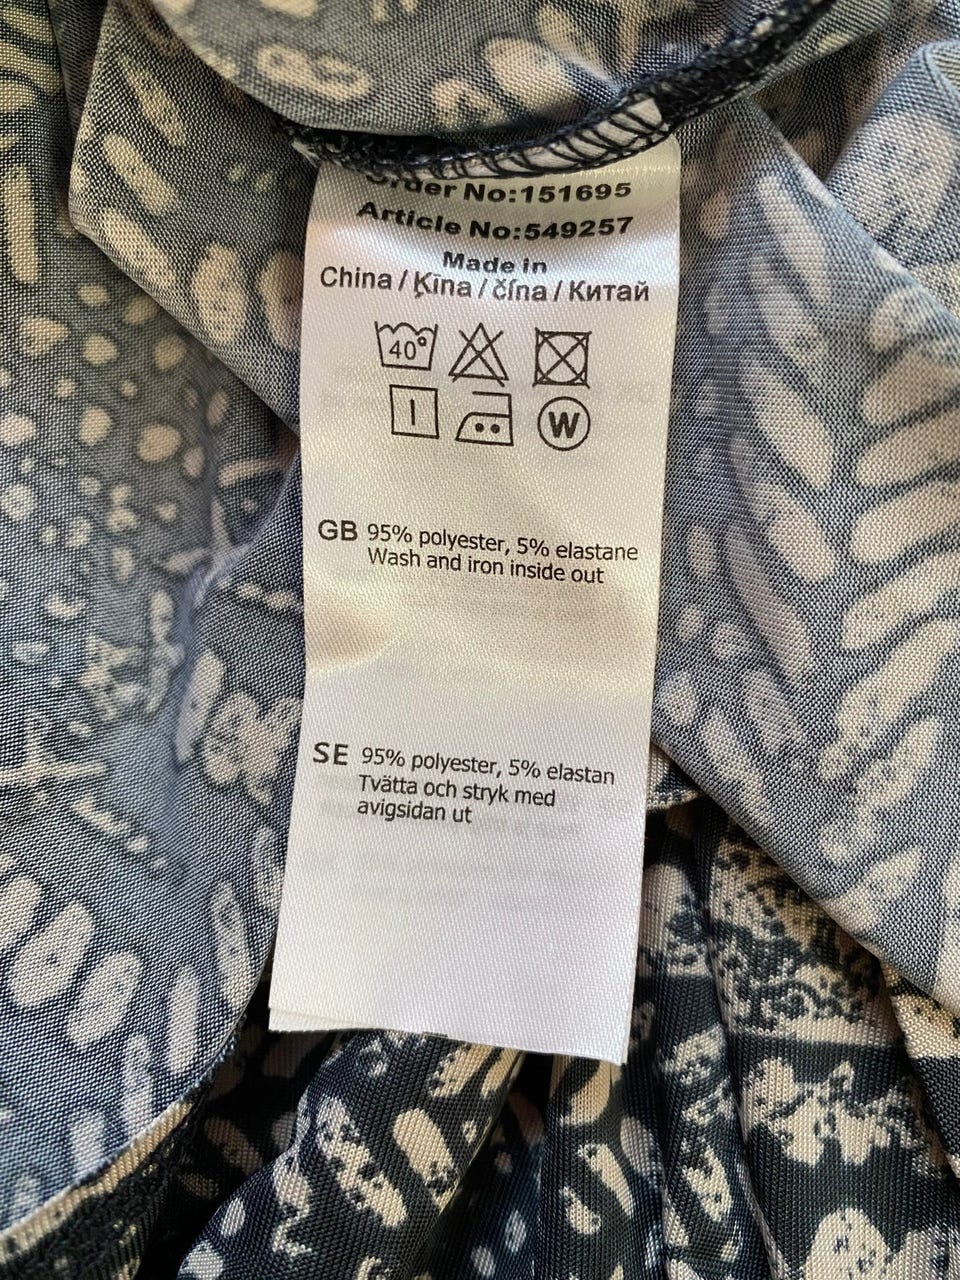 Order No:151695
Article No:549257
Made in
China / Ķīna / čína / Китай
40°
W
GB 95% polyester, 5% elastane
Wash and iron inside out
SE 95% polyester, 5% elastan
Tvätta och stryk med
avigsidan ut